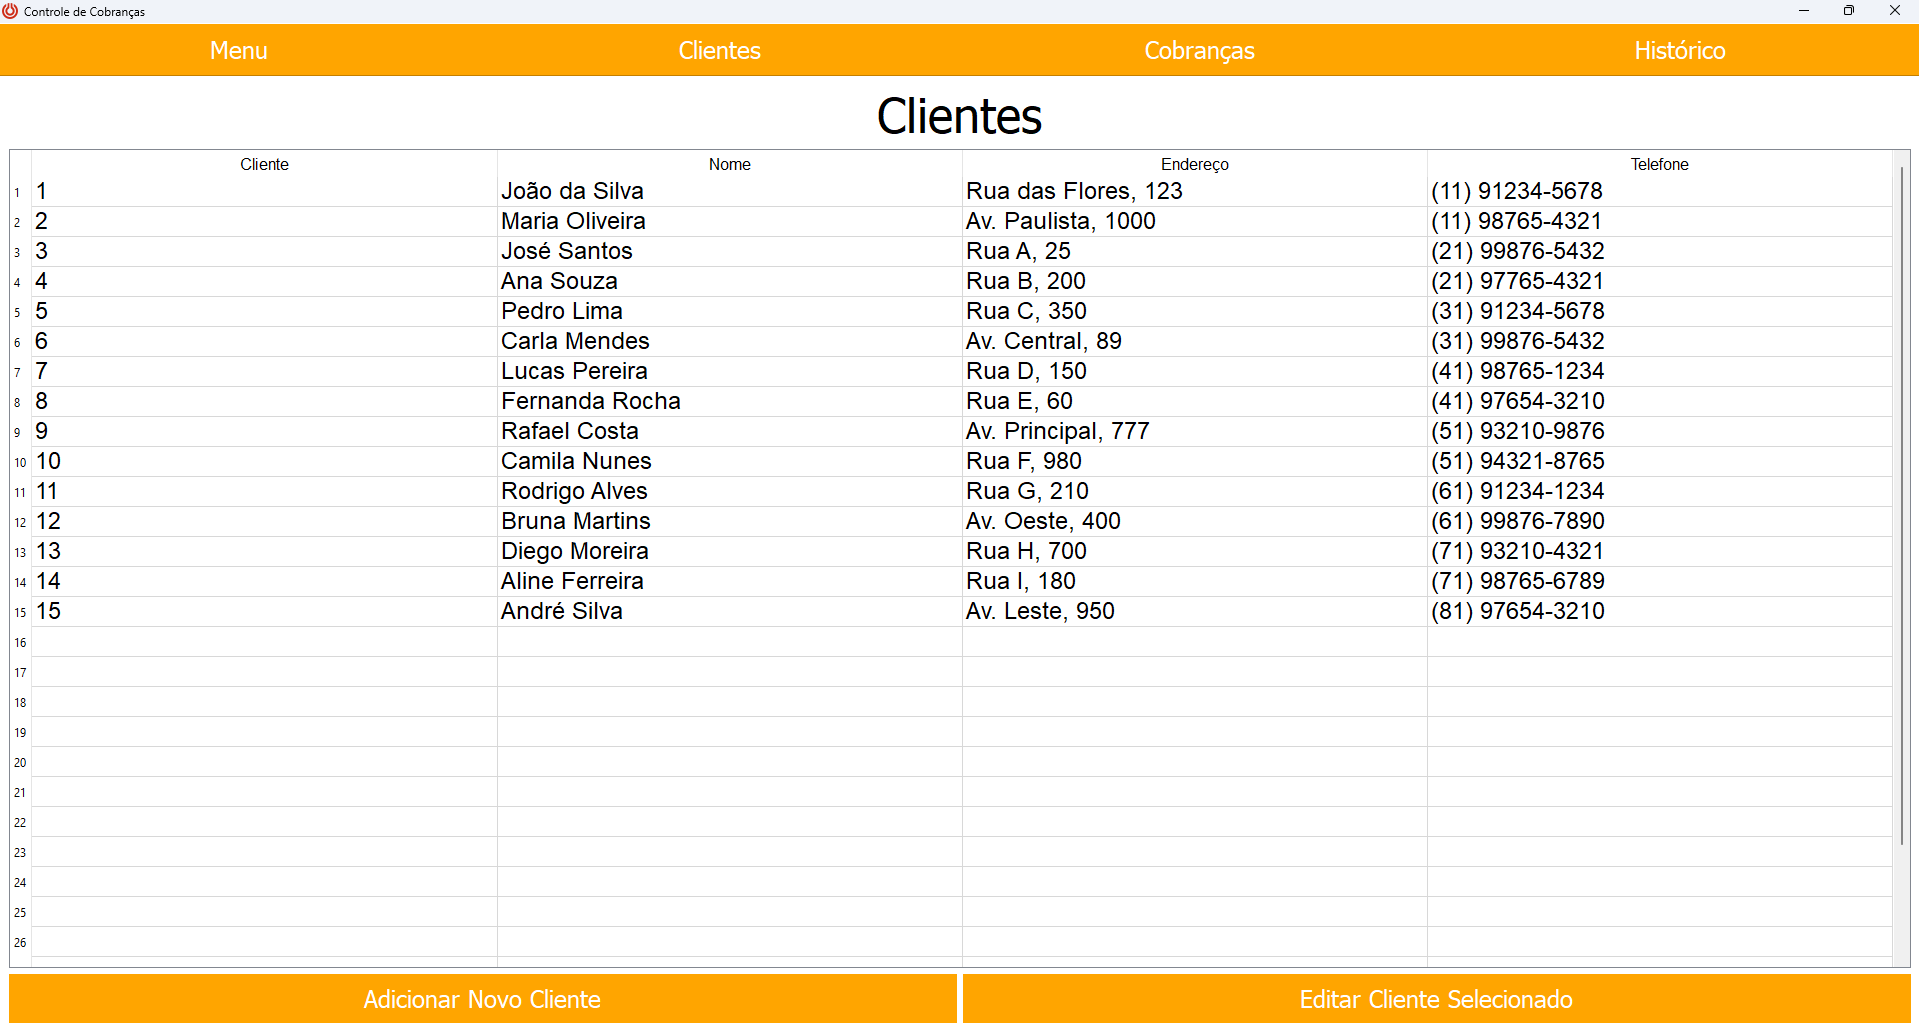 Controle de Cobranças
Menu Clientes Cobranças Histórico
Clientes
Cliente Nome Endereço Telefone
1 1 João da Silva Rua das Flores, 123 (11) 91234-5678
2 2 Maria Oliveira Av. Paulista, 1000 (11) 98765-4321
3 3 José Santos Rua A, 25 (21) 99876-5432
4 4 Ana Souza Rua B, 200 (21) 97765-4321
5 5 Pedro Lima Rua C, 350 (31) 91234-5678
6 6 Carla Mendes Av. Central, 89 (31) 99876-5432
7 7 Lucas Pereira Rua D, 150 (41) 98765-1234
8 8 Fernanda Rocha Rua E, 60 (41) 97654-3210
9 9 Rafael Costa Av. Principal, 777 (51) 93210-9876
10 10 Camila Nunes Rua F, 980 (51) 94321-8765
11 11 Rodrigo Alves Rua G, 210 (61) 91234-1234
12 12 Bruna Martins Av. Oeste, 400 (61) 99876-7890
13 13 Diego Moreira Rua H, 700 (71) 93210-4321
14 14 Aline Ferreira Rua I, 180 (71) 98765-6789
15 15 André Silva Av. Leste, 950 (81) 97654-3210
16
17
18
19
20
21
22
23
24
25
26
Adicionar Novo Cliente Editar Cliente Selecionado